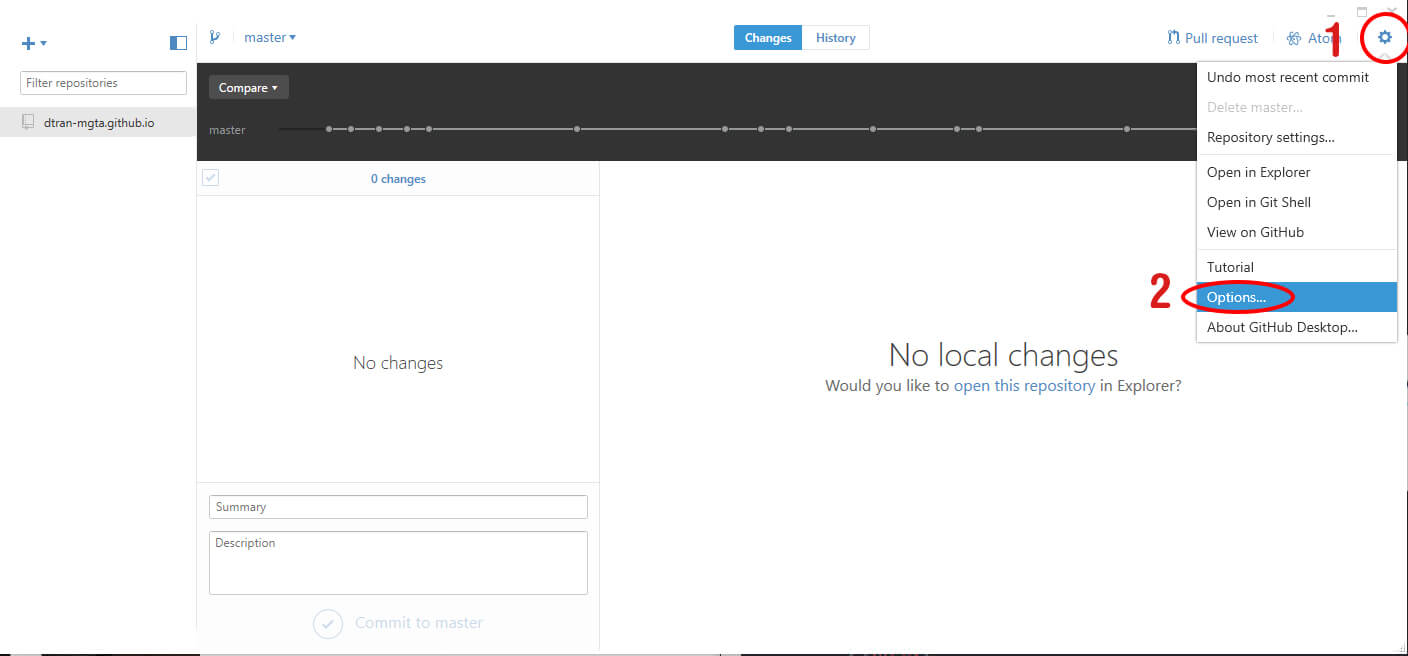 master
Changes
History
Pull request
Atom
1
Filter repositories
dtran-mgta.github.io
Compare
master
Undo most recent commit
Delete master...
Repository settings...
Open in Explorer
Open in Git Shell
View on GitHub
Tutorial
2
Options...
About GitHub Desktop...
0 changes
No changes
No local changes
Would you like to open this repository in Explorer?
Summary
Description
Commit to master